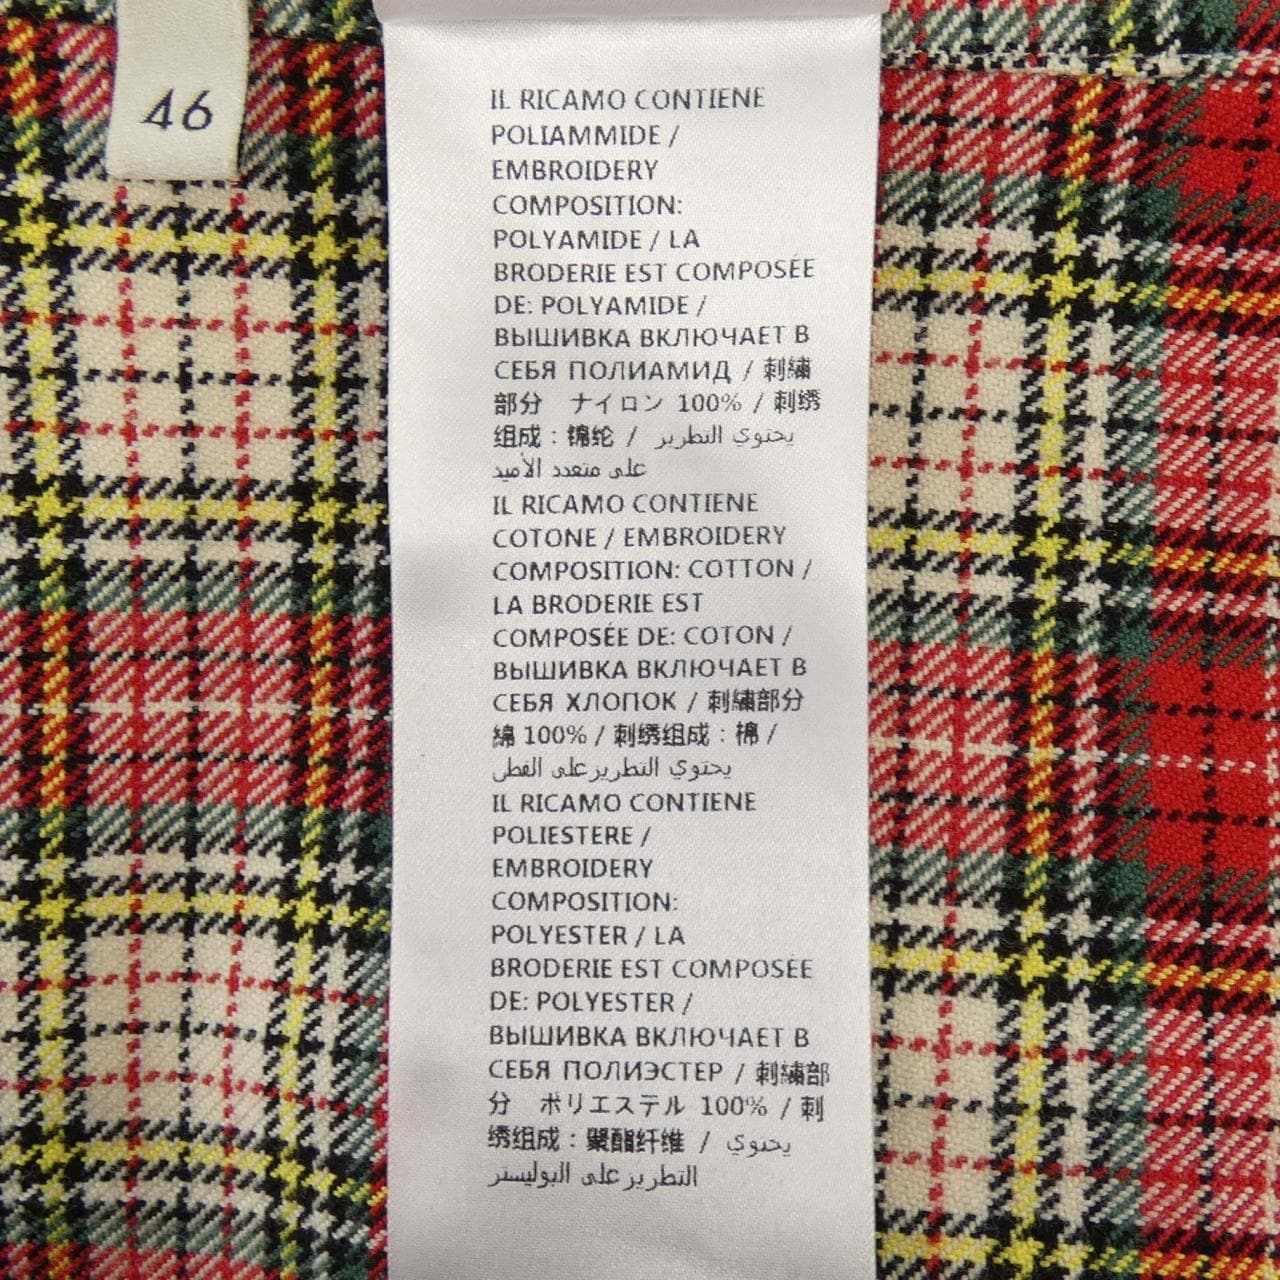 46
IL RICAMO CONTIENE
POLIAMMIDE /
EMBROIDERY
COMPOSITION:
POLYAMIDE / LA
BRODERIE EST COMPOSÉE
DE: POLYAMIDE /
ВЫШИВКА ВКЛЮЧАЕТ В
СЕБЯ ПОЛИАМИД / 刺繍
部分　ナイロン 100% / 刺绣
组成：锦纶 / يحتوي التطريز
على متعدد الأميد
IL RICAMO CONTIENE
COTONE / EMBROIDERY
COMPOSITION: COTTON /
LA BRODERIE EST
COMPOSÉE DE: COTON /
ВЫШИВКА ВКЛЮЧАЕТ В
СЕБЯ ХЛОПОК / 刺繍部分
綿 100% / 刺绣组成：棉 /
يحتوي التطريز على القطن
IL RICAMO CONTIENE
POLIESTERE /
EMBROIDERY
COMPOSITION:
POLYESTER / LA
BRODERIE EST COMPOSÉE
DE: POLYESTER /
ВЫШИВКА ВКЛЮЧАЕТ В
СЕБЯ ПОЛИЭСТЕР / 刺繍部
分　ポリエステル 100% / 刺
绣组成：聚酯纤维 / يحتوي
التطريز على البوليستر